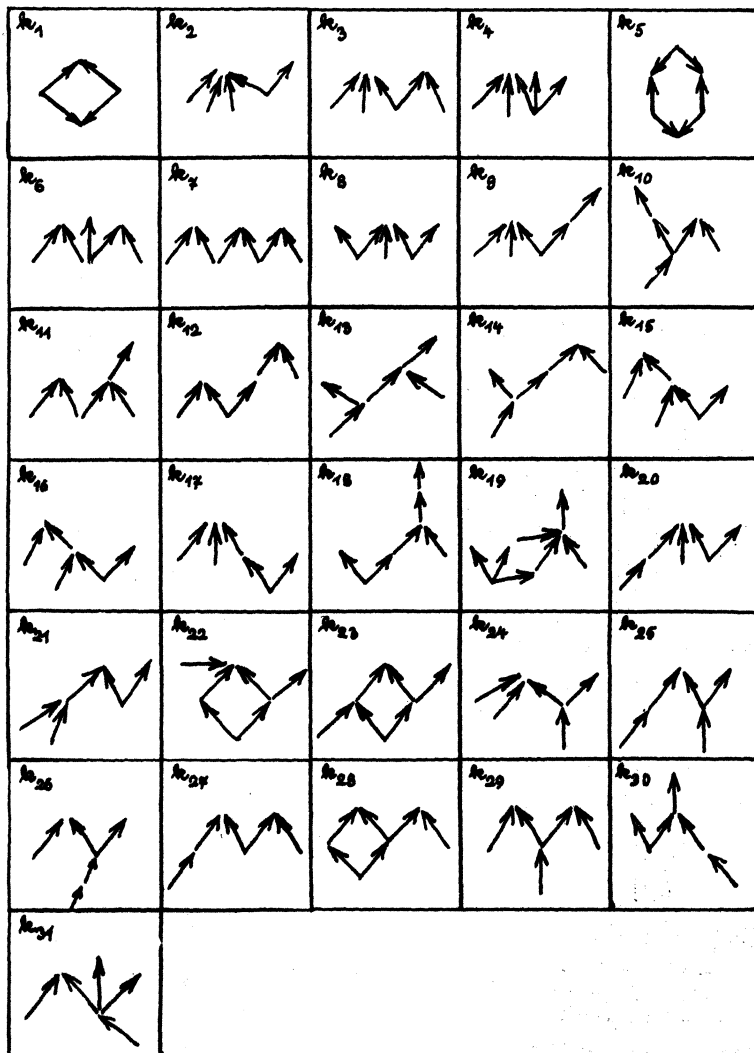 k₁ k₂ k₃ k₄ k₅
k₆ k₇ k₈ k₉ k₁₀
k₁₁ k₁₂ k₁₃ k₁₄ k₁₅
k₁₆ k₁₇ k₁₈ k₁₉ k₂₀
k₂₁ k₂₂ k₂₃ k₂₄ k₂₅
k₂₆ k₂₇ k₂₈ k₂₉ k₃₀
k₃₁